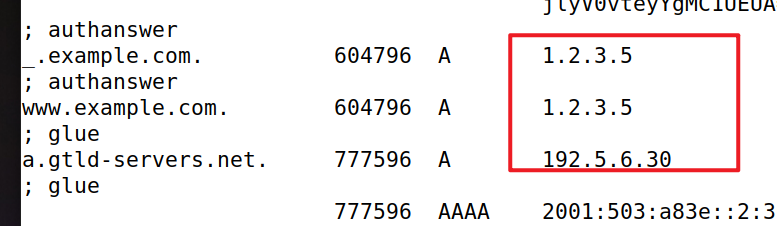 ; authanswer
_.example.com. 604796 A 1.2.3.5
; authanswer
www.example.com. 604796 A 1.2.3.5
; glue
a.gtld-servers.net. 777596 A 192.5.6.30
; glue
777596 AAAA 2001:503:a83e::2:3